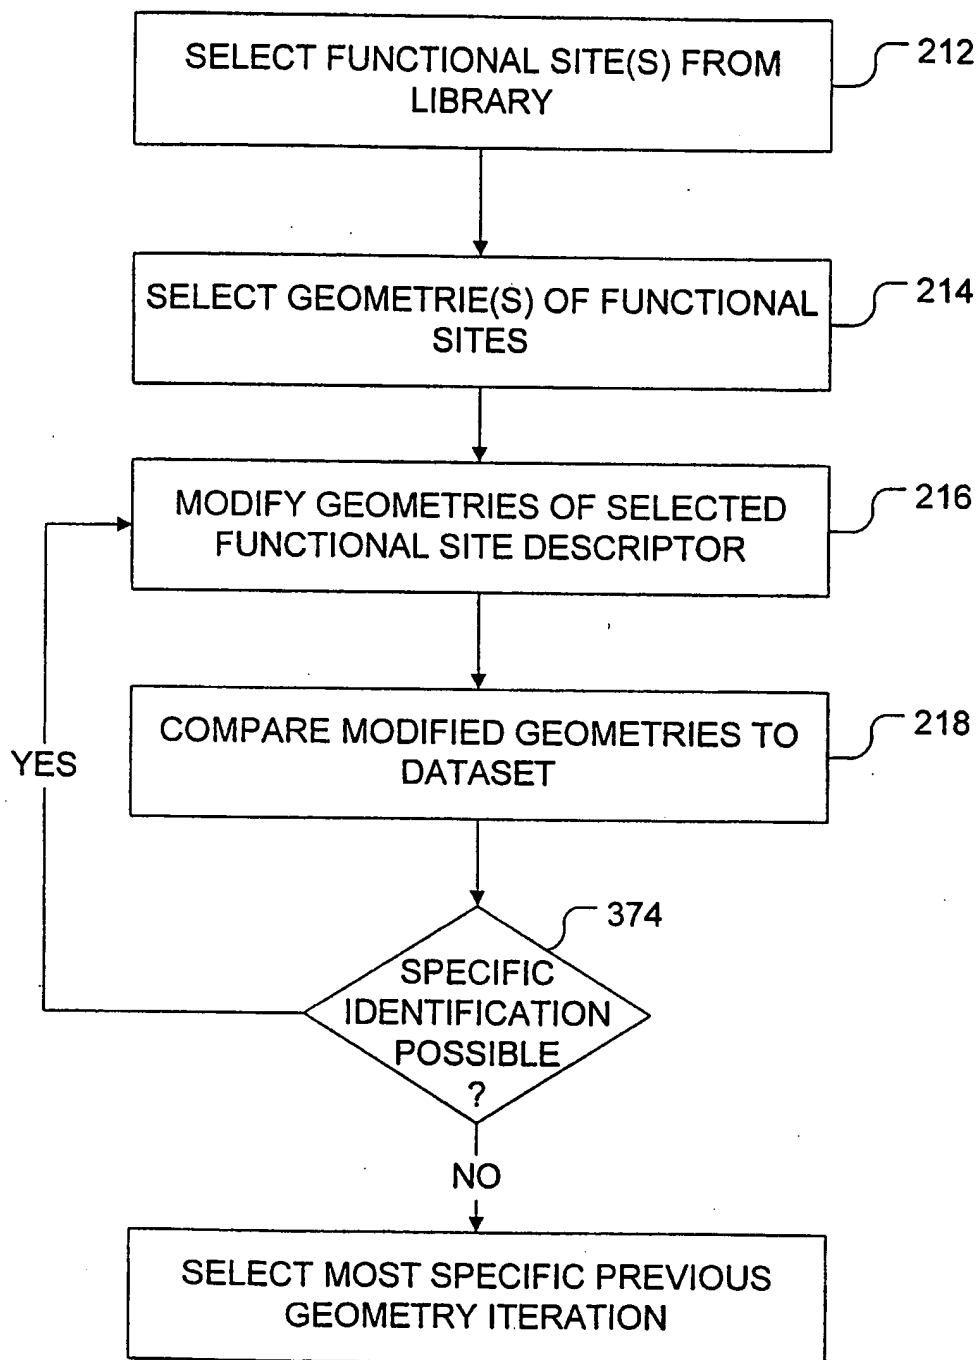 SELECT FUNCTIONAL SITE(S) FROM
LIBRARY
212
SELECT GEOMETRIE(S) OF FUNCTIONAL
SITES
214
MODIFY GEOMETRIES OF SELECTED
FUNCTIONAL SITE DESCRIPTOR
216
COMPARE MODIFIED GEOMETRIES TO
DATASET
218
YES
374
SPECIFIC
IDENTIFICATION
POSSIBLE
?
NO
SELECT MOST SPECIFIC PREVIOUS
GEOMETRY ITERATION